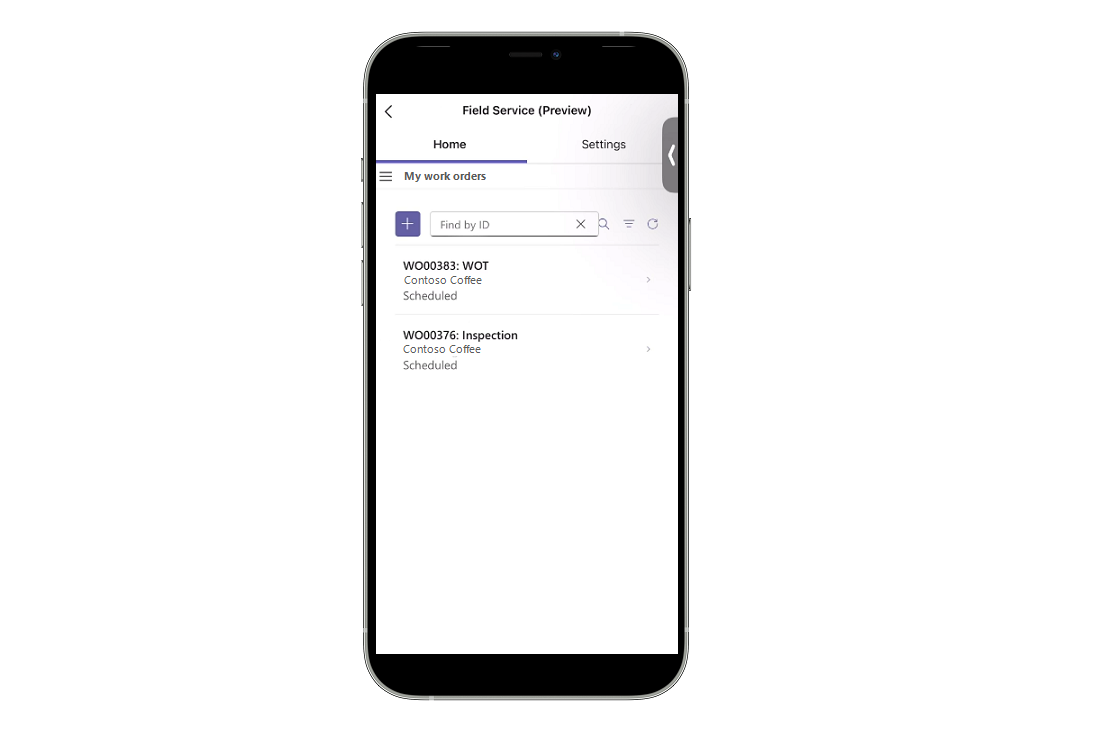 Field Service (Preview)
Home
Settings
My work orders
Find by ID
WO00383: WOT
Contoso Coffee
Scheduled
WO00376: Inspection
Contoso Coffee
Scheduled